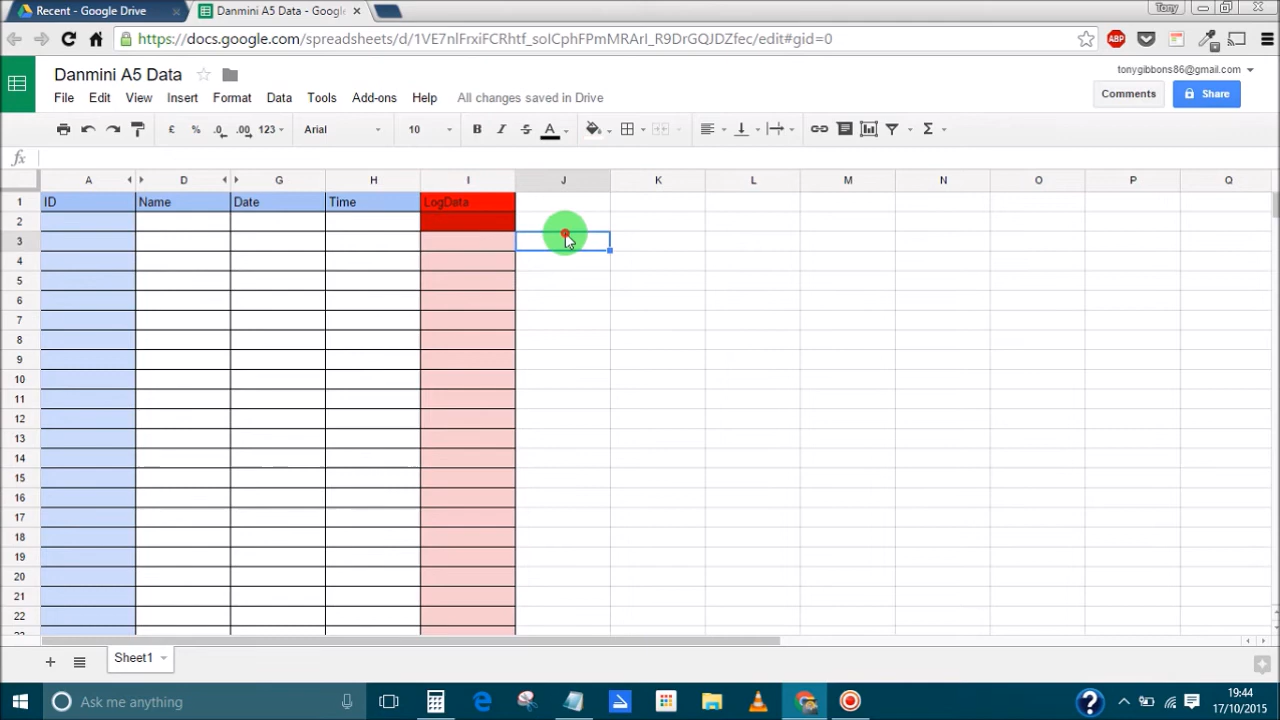 Recent - Google Drive
Danmini A5 Data - Google
Tony
https://docs.google.com/spreadsheets/d/1VE7nlFrxiFCRhtf_soICphFPmMRArI_R9DrGQJDZfec/edit#gid=0
ABP
Danmini A5 Data
tonygibbons86@gmail.com
File Edit View Insert Format Data Tools Add-ons Help All changes saved in Drive
Comments Share
£ % .0 .00 123 Arial 10 B I S A Σ
fx
A D G H I J K L M N O P Q
1 ID Name Date Time LogData
2
3
4
5
6
7
8
9
10
11
12
13
14
15
16
17
18
19
20
21
22
Sheet1
Ask me anything
19:44
17/10/2015